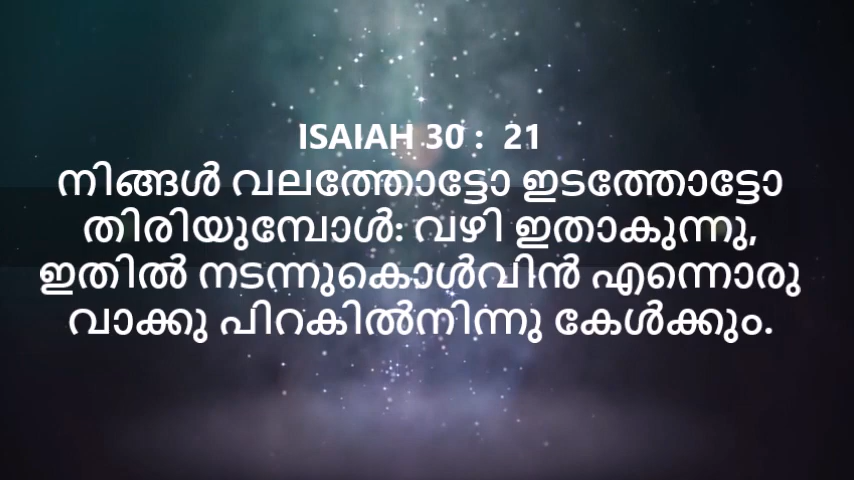 ISAIAH 30 :  21
നിങ്ങൾ വലത്തോട്ടോ ഇടത്തോട്ടോ
തിരിയുമ്പോൾ: വഴി ഇതാകുന്നു,
ഇതിൽ നടന്നുകൊൾവിൻ എന്നൊരു
വാക്കു പിറകിൽനിന്നു കേൾക്കും.